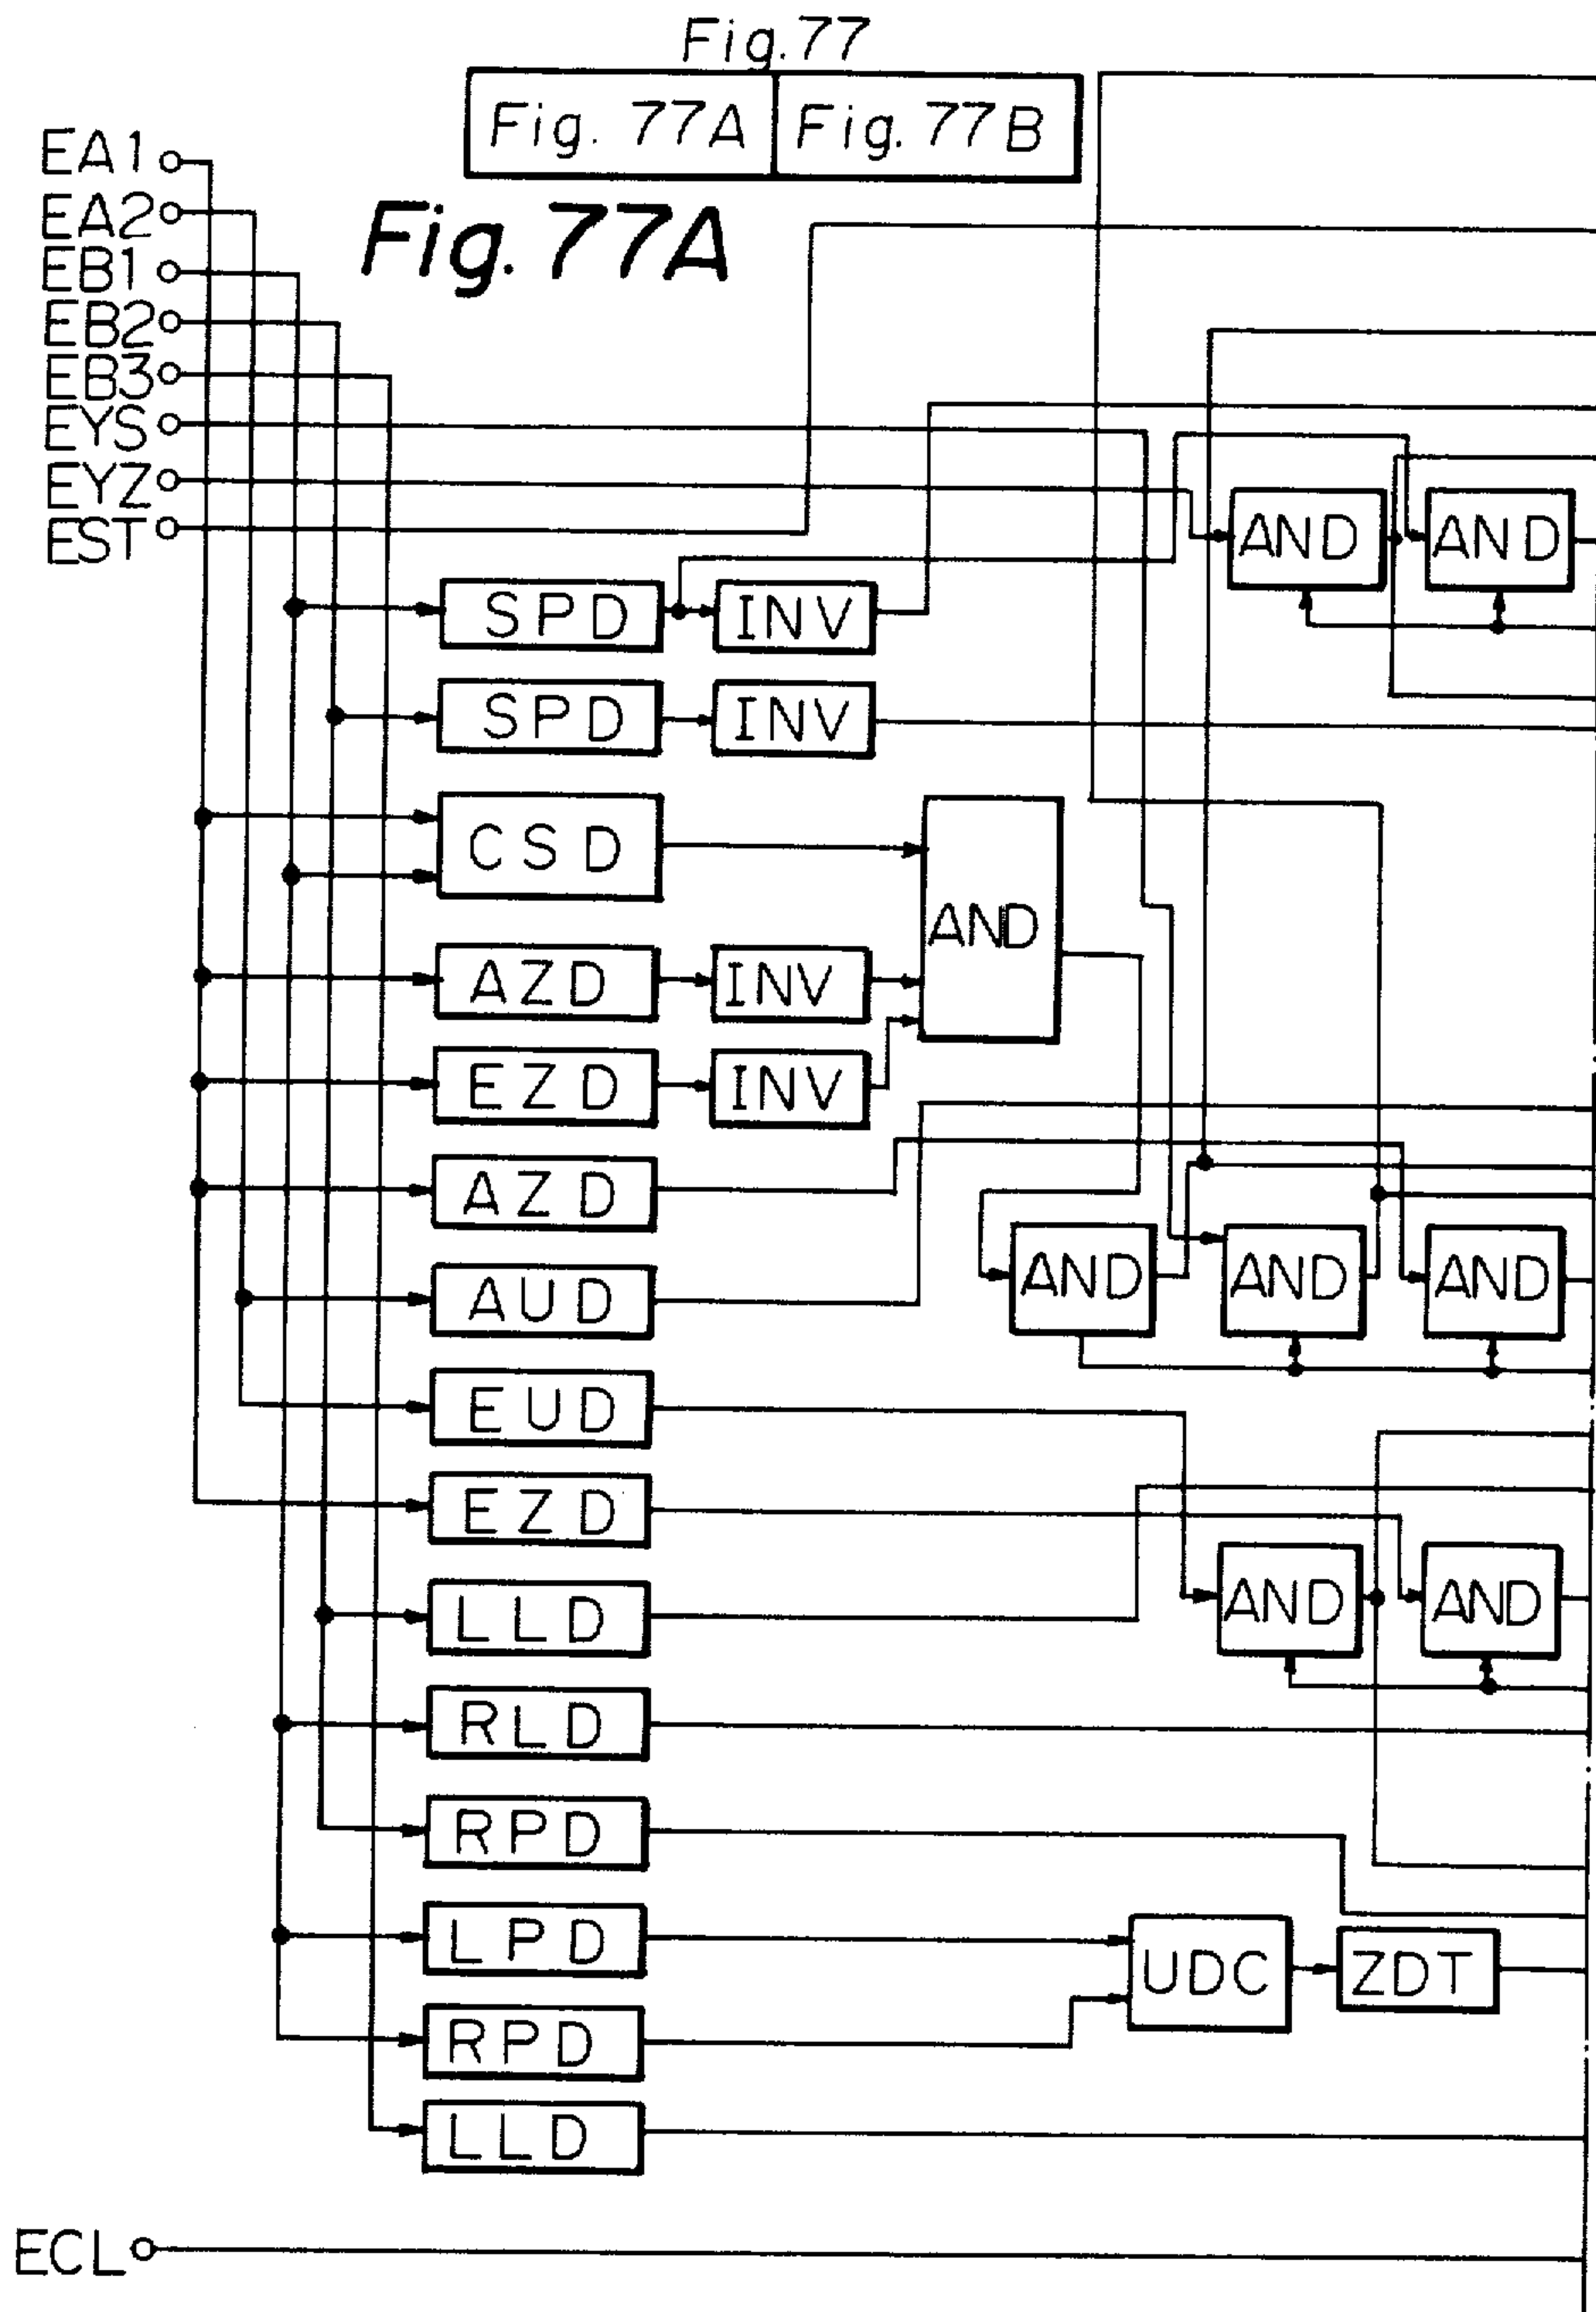 Fig.77
Fig. 77A Fig. 77B
Fig. 77A
EA1
EA2
EB1
EB2
EB3
EYS
EYZ
EST
AND AND
SPD INV
SPD INV
CSD
AND
AZD INV
EZD INV
AZD
AND AND AND
AUD
EUD
EZD
AND AND
LLD
RLD
RPD
LPD
UDC ZDT
RPD
LLD
ECL